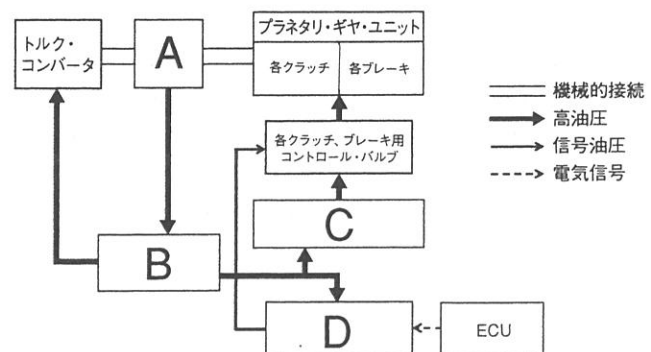 トルク・
コンバータ
A
プラネタリ・ギヤ・ユニット
各クラッチ
各ブレーキ
機械的接続
高油圧
信号油圧
電気信号
各クラッチ、ブレーキ用
コントロール・バルブ
C
B
D
ECU